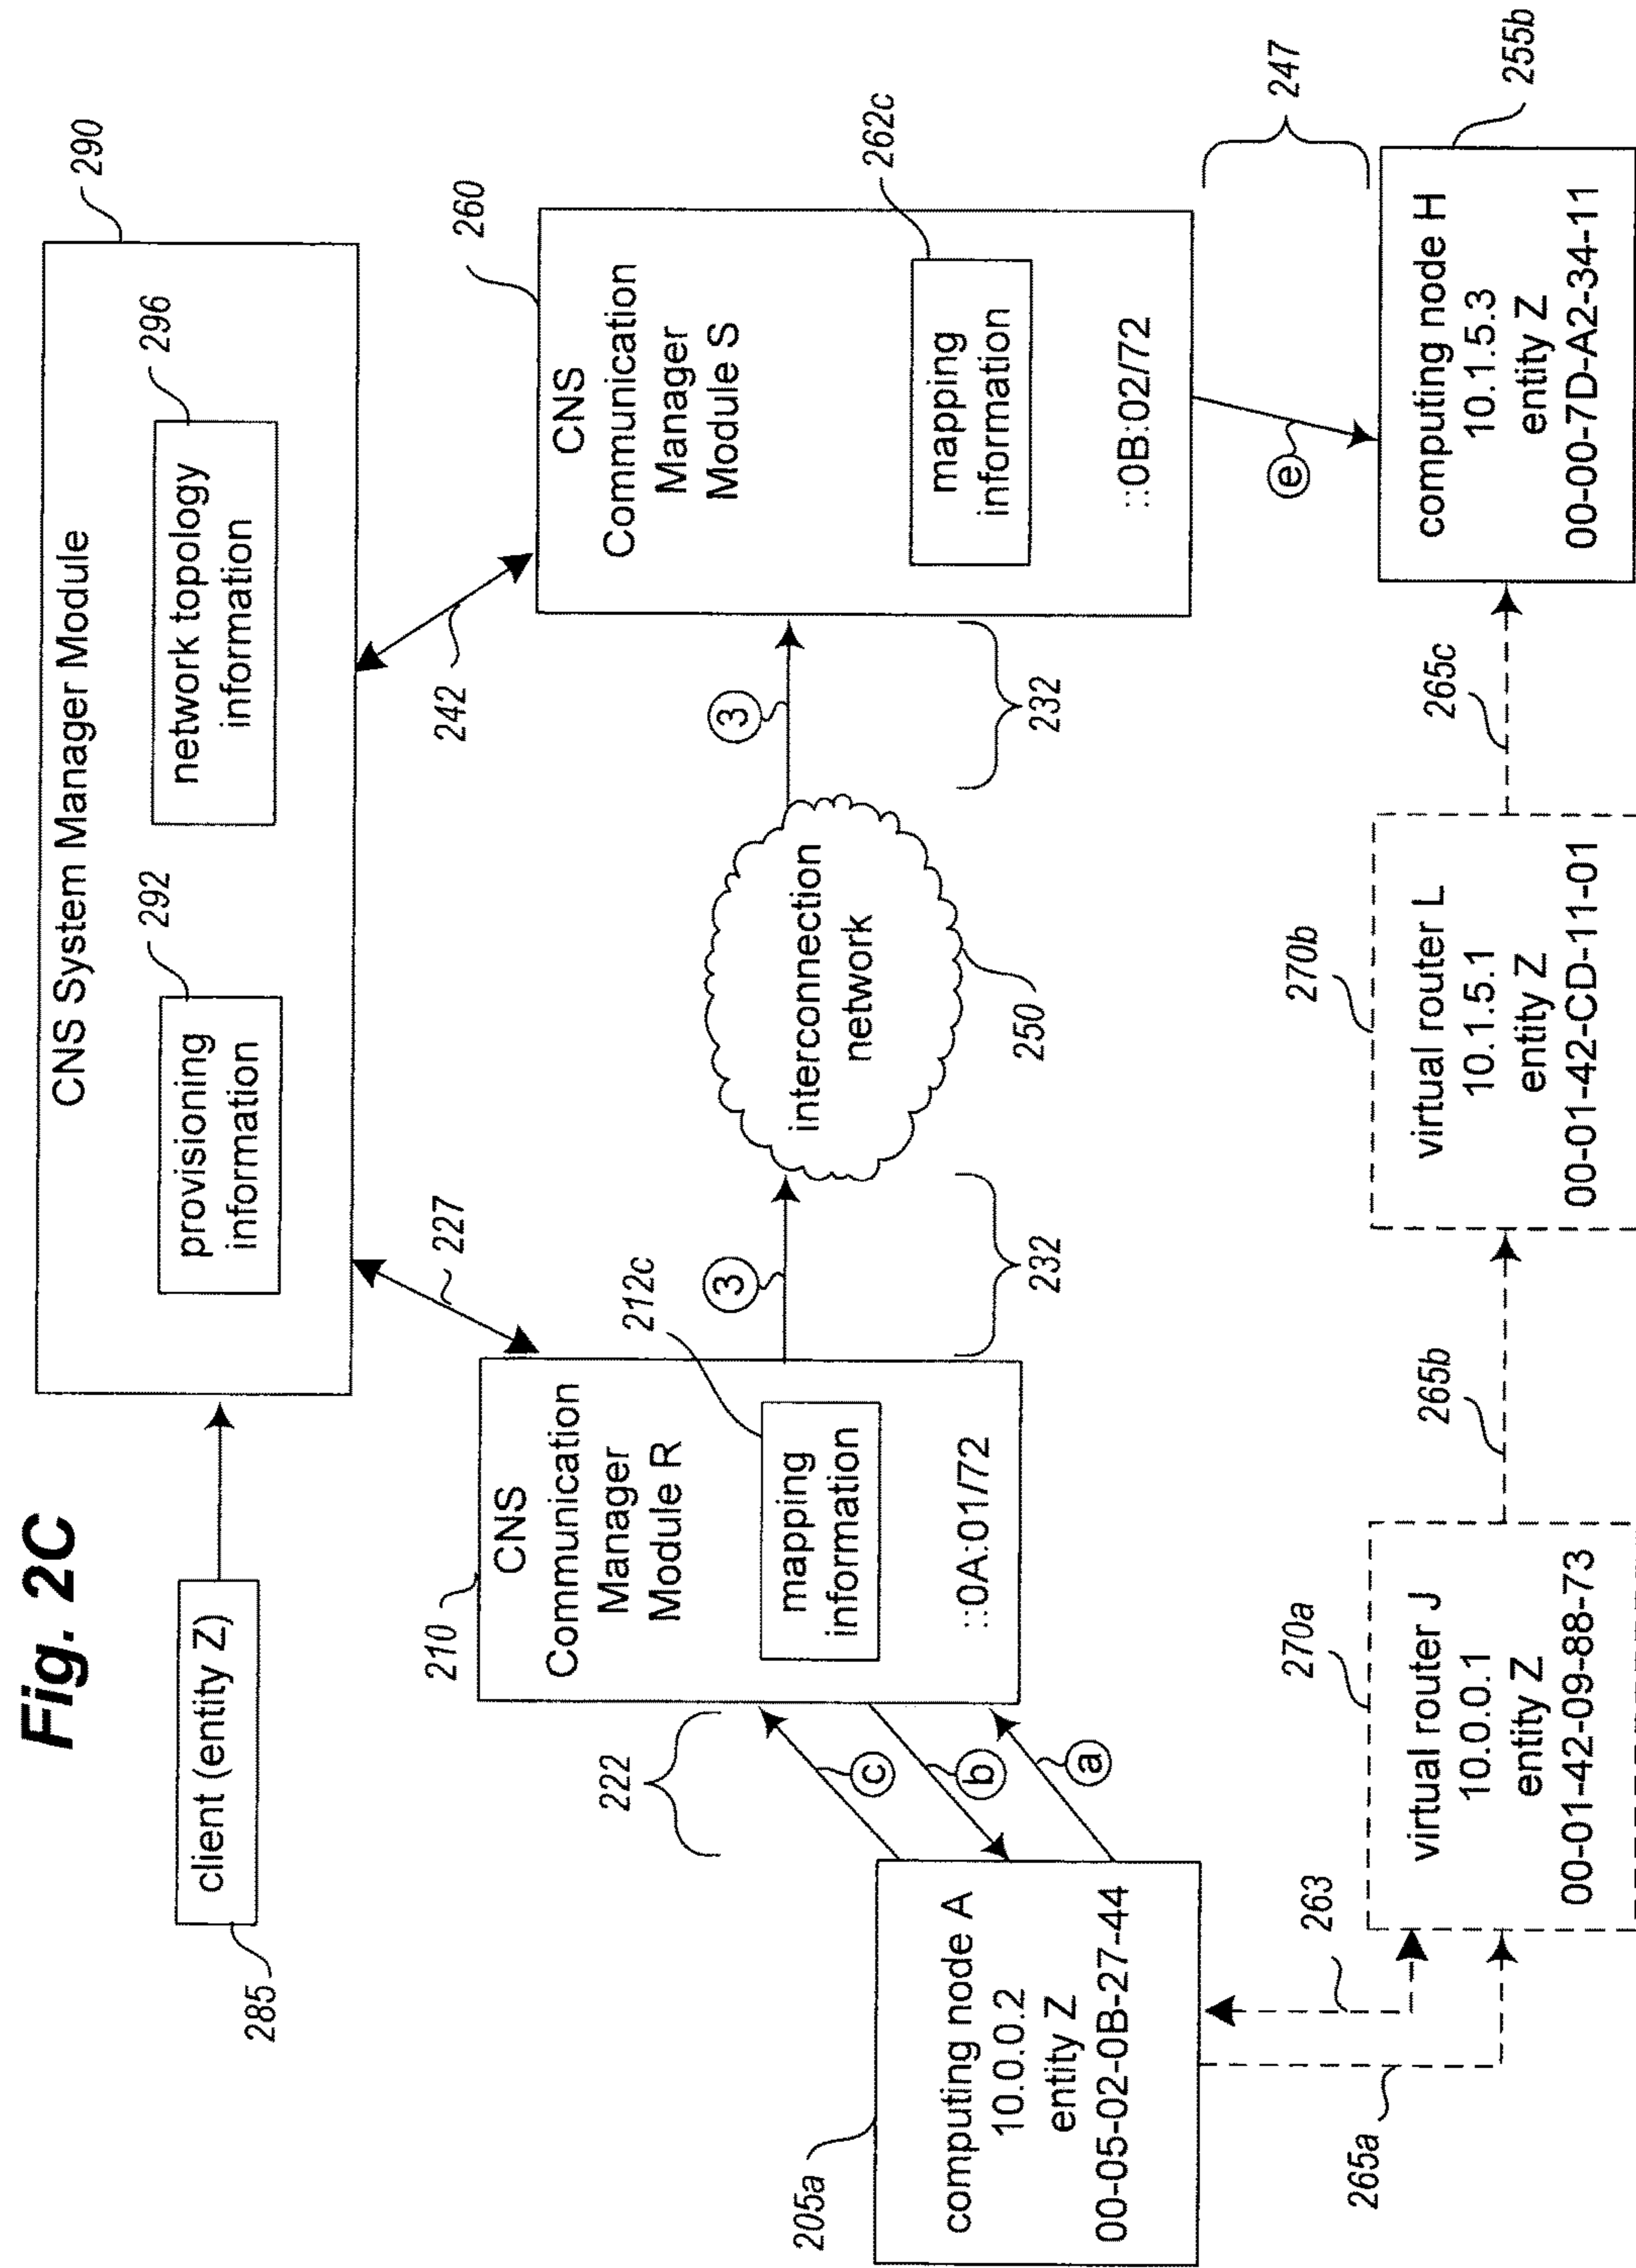 Fig. 2C
290
CNS System Manager Module
client (entity Z)
285
292
provisioning
information
296
network topology
information
227
242
210
CNS
Communication
Manager
Module R
212c
mapping
information
::0A:01/72
260
CNS
Communication
Manager
Module S
262c
mapping
information
::0B:02/72
3
232
interconnection
network
250
3
232
222
c
b
a
e
247
205a
computing node A
10.0.0.2
entity Z
00-05-02-0B-27-44
263
265a
270a
virtual router J
10.0.0.1
entity Z
00-01-42-09-88-73
265b
270b
virtual router L
10.1.5.1
entity Z
00-01-42-CD-11-01
265c
computing node H
10.1.5.3
entity Z
00-00-7D-A2-34-11
255b